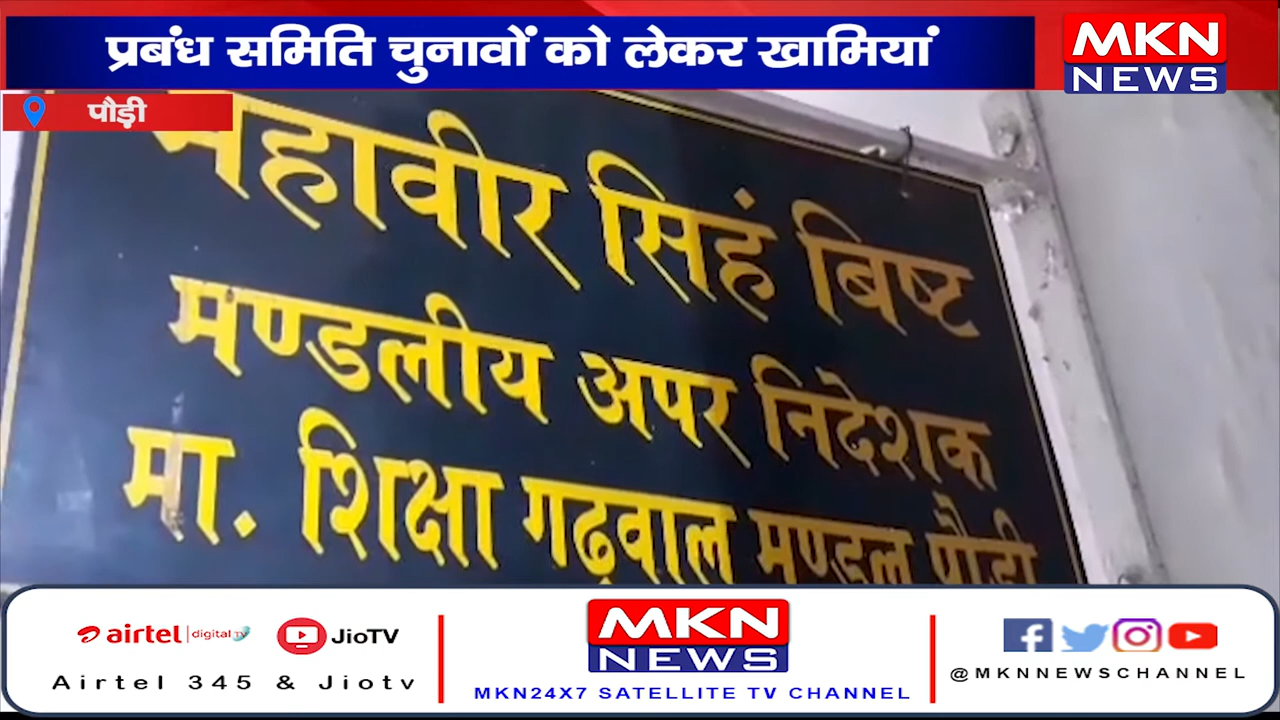 प्रबंध समिति चुनावों को लेकर खामियां
MKN
NEWS
पौड़ी
महावीर सिहं बिष्ट
मण्डलीय अपर निदेशक
मा. शिक्षा गढ़वाल मण्डल पौड़ी
airtel digital TV
JioTV
Airtel 345 & Jiotv
MKN
NEWS
MKN24X7 SATELLITE TV CHANNEL
@MKNNEWSCHANNEL